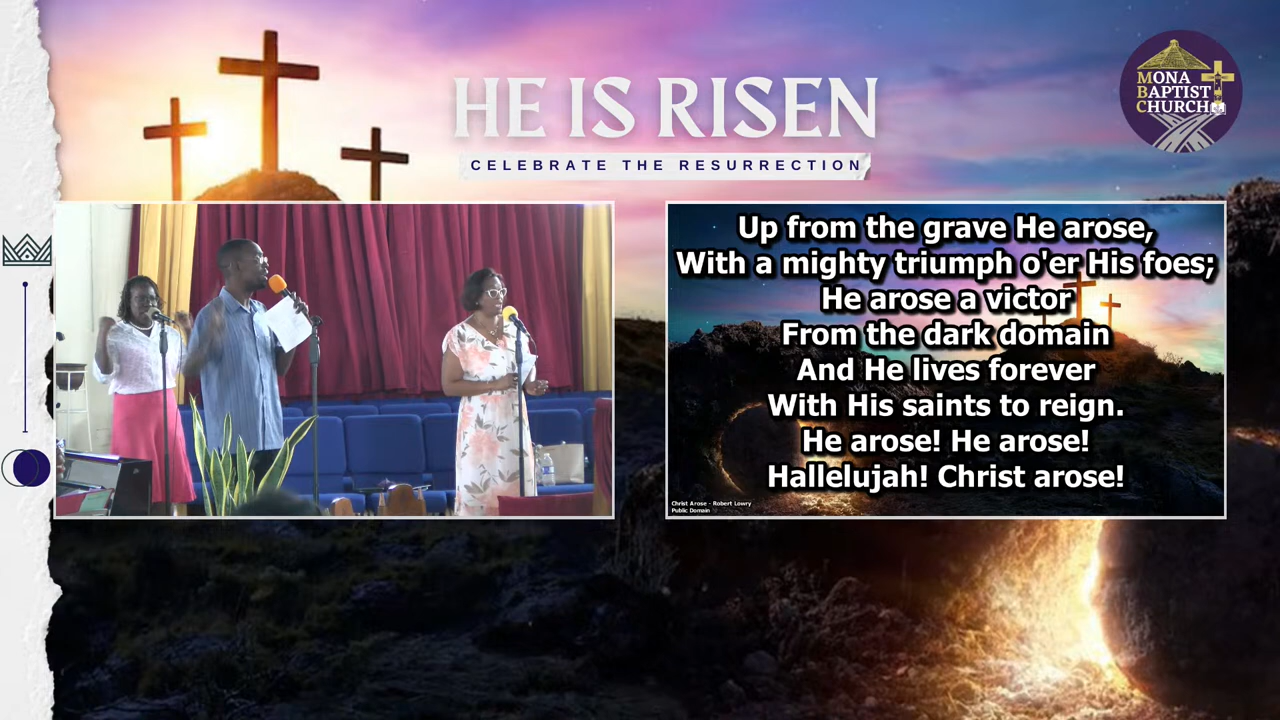 HE IS RISEN
CELEBRATE THE RESURRECTION
MONA
BAPTIST
CHURCH
Up from the grave He arose,
With a mighty triumph o'er His foes;
He arose a victor
From the dark domain
And He lives forever
With His saints to reign.
He arose! He arose!
Hallelujah! Christ arose!
Christ Arose - Robert Lowry
Public Domain